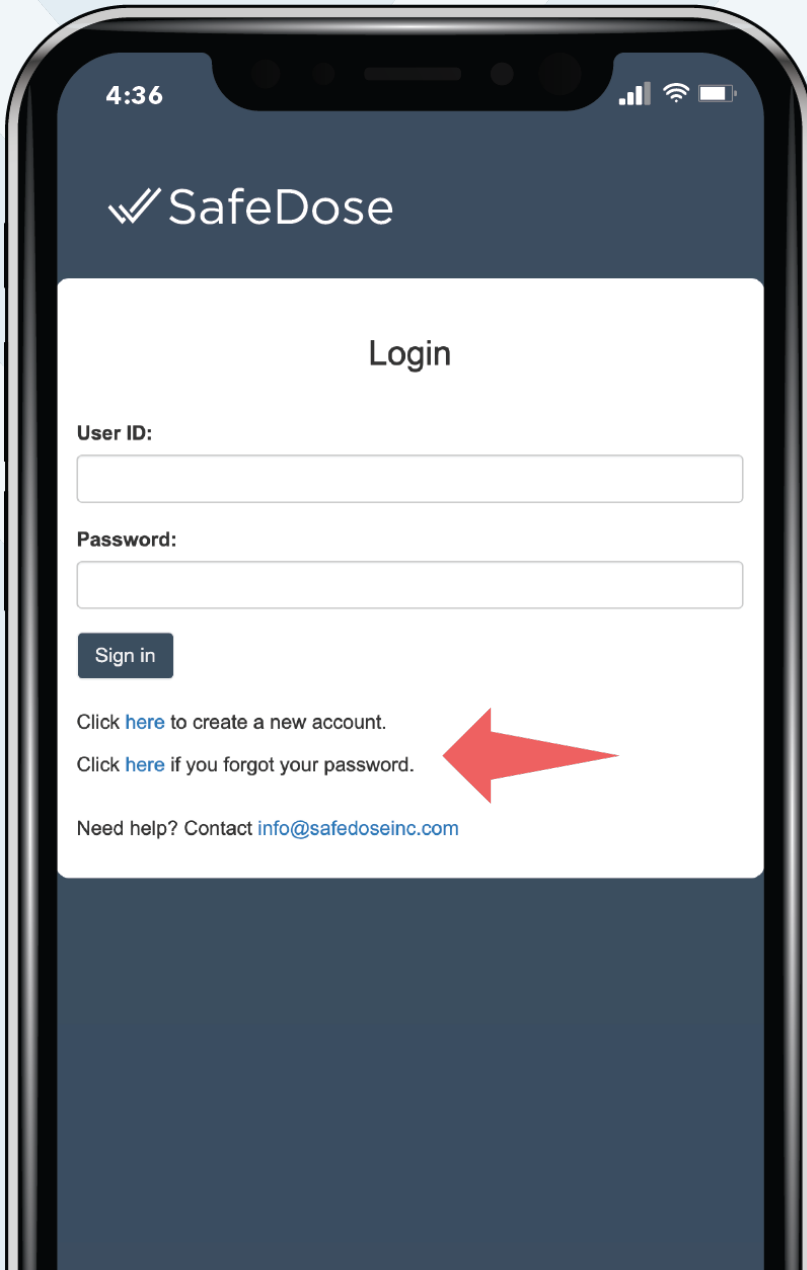 4:36
SafeDose
Login
User ID:
Password:
Sign in
Click here to create a new account.
Click here if you forgot your password.
Need help? Contact info@safedoseinc.com